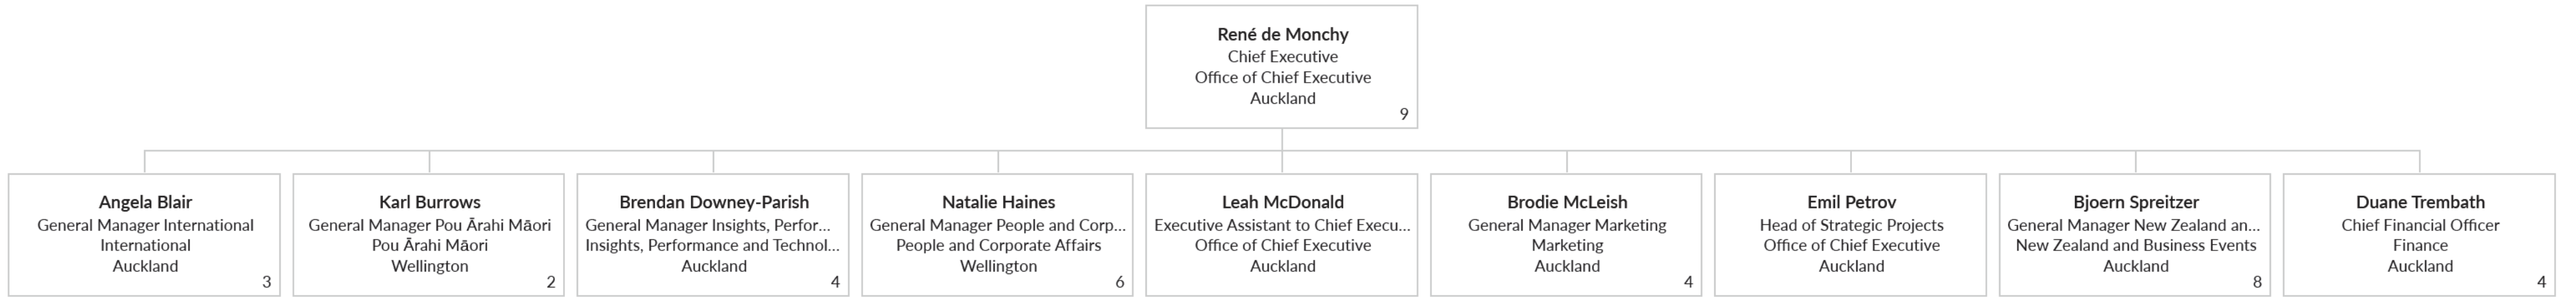 René de Monchy
Chief Executive
Office of Chief Executive
Auckland
9
Angela Blair
General Manager International
International
Auckland
3
Karl Burrows
General Manager Pou Ārahi Māori
Pou Ārahi Māori
Wellington
2
Brendan Downey-Parish
General Manager Insights, Perfor...
Insights, Performance and Technol...
Auckland
4
Natalie Haines
General Manager People and Corp...
People and Corporate Affairs
Wellington
6
Leah McDonald
Executive Assistant to Chief Execu...
Office of Chief Executive
Auckland
Brodie McLeish
General Manager Marketing
Marketing
Auckland
4
Emil Petrov
Head of Strategic Projects
Office of Chief Executive
Auckland
Bjoern Spreitzer
General Manager New Zealand an...
New Zealand and Business Events
Auckland
8
Duane Trembath
Chief Financial Officer
Finance
Auckland
4